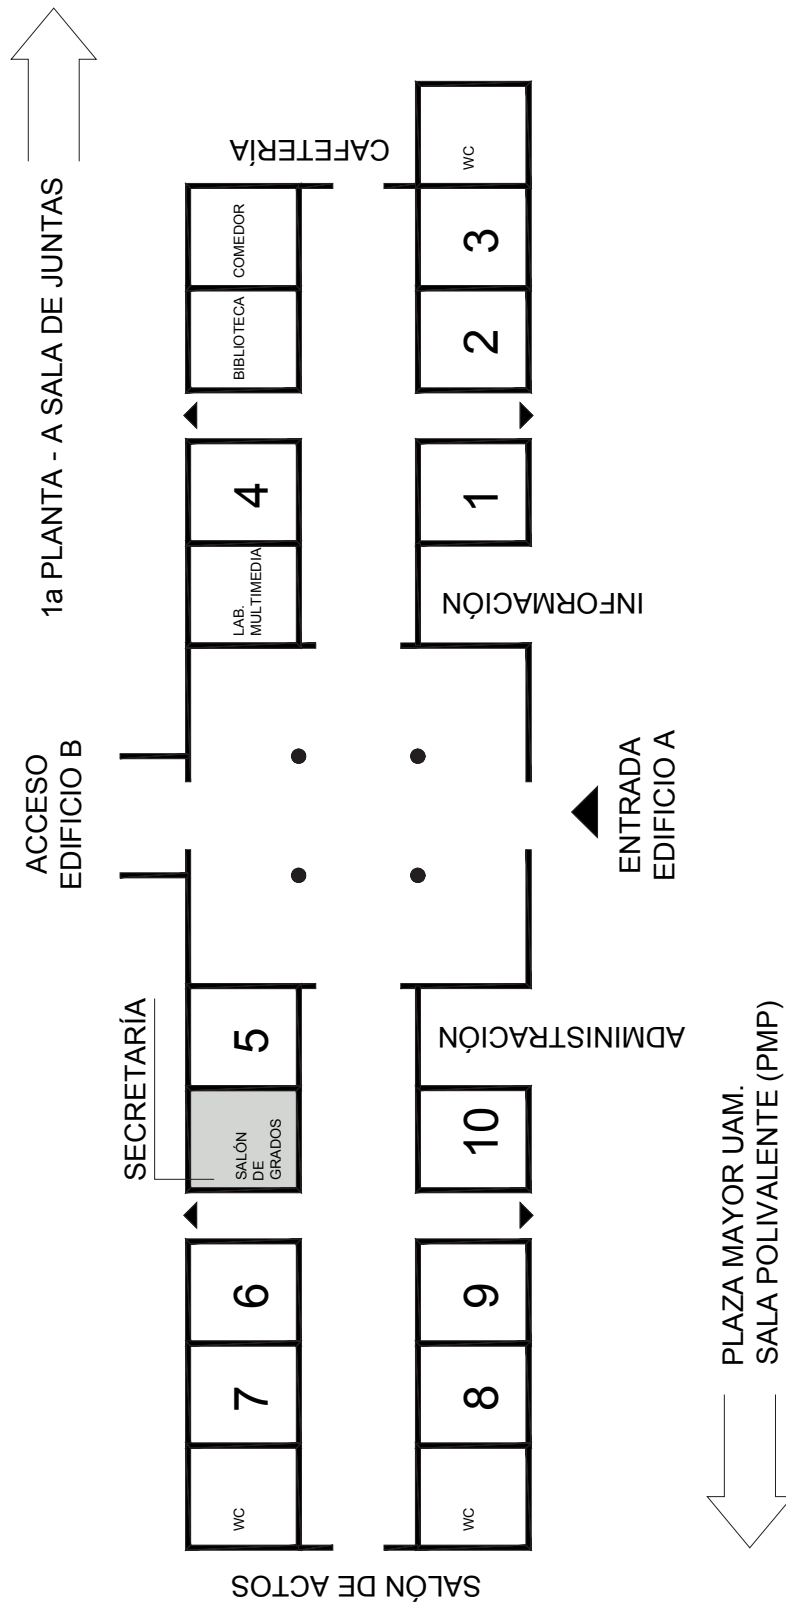 1a PLANTA - A SALA DE JUNTAS
CAFETERÍA
WC
COMEDOR
3
BIBLIOTECA
2
4
1
LAB.
MULTIMEDIA
INFORMACIÓN
ACCESO
EDIFICIO B
ENTRADA
EDIFICIO A
SECRETARÍA
5
ADMINISTRACIÓN
SALÓN
DE
GRADOS
10
6
9
7
8
WC
WC
SALÓN DE ACTOS
PLAZA MAYOR UAM.
SALA POLIVALENTE (PMP)